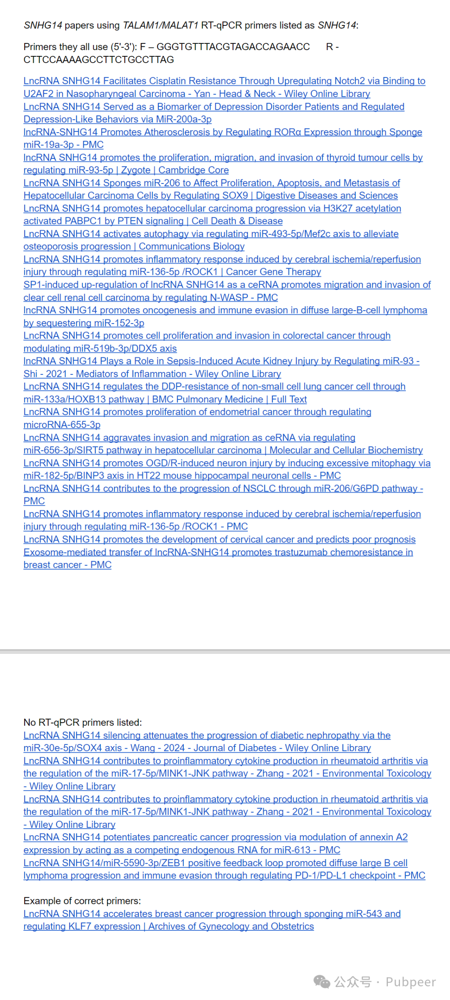 SNHG14 papers using TALAM1/MALAT1 RT-qPCR primers listed as SNHG14:
Primers they all use (5'-3'): F – GGGTGTTTACGTAGACCAGAACC R -
CTTCCAAAAGCCTTCTGCCTTAG
LncRNA SNHG14 Facilitates Cisplatin Resistance Through Upregulating Notch2 via Binding to
U2AF2 in Nasopharyngeal Carcinoma - Yan - Head & Neck - Wiley Online Library
LncRNA SNHG14 Served as a Biomarker of Depression Disorder Patients and Regulated
Depression-Like Behaviors via MiR-200a-3p
lncRNA-SNHG14 Promotes Atherosclerosis by Regulating RORα Expression through Sponge
miR-19a-3p - PMC
lncRNA SNHG14 promotes the proliferation, migration, and invasion of thyroid tumour cells by
regulating miR-93-5p | Zygote | Cambridge Core
LncRNA SNHG14 Sponges miR-206 to Affect Proliferation, Apoptosis, and Metastasis of
Hepatocellular Carcinoma Cells by Regulating SOX9 | Digestive Diseases and Sciences
LncRNA SNHG14 promotes hepatocellular carcinoma progression via H3K27 acetylation
activated PABPC1 by PTEN signaling | Cell Death & Disease
LncRNA SNHG14 activates autophagy via regulating miR-493-5p/Mef2c axis to alleviate
osteoporosis progression | Communications Biology
LncRNA SNHG14 promotes inflammatory response induced by cerebral ischemia/reperfusion
injury through regulating miR-136-5p /ROCK1 | Cancer Gene Therapy
SP1-induced up-regulation of lncRNA SNHG14 as a ceRNA promotes migration and invasion of
clear cell renal cell carcinoma by regulating N-WASP - PMC
lncRNA SNHG14 promotes oncogenesis and immune evasion in diffuse large-B-cell lymphoma
by sequestering miR-152-3p
LncRNA SNHG14 promotes cell proliferation and invasion in colorectal cancer through
modulating miR-519b-3p/DDX5 axis
lncRNA SNHG14 Plays a Role in Sepsis-Induced Acute Kidney Injury by Regulating miR-93 -
Shi - 2021 - Mediators of Inflammation - Wiley Online Library
LncRNA SNHG14 regulates the DDP-resistance of non-small cell lung cancer cell through
miR-133a/HOXB13 pathway | BMC Pulmonary Medicine | Full Text
LncRNA SNHG14 promotes proliferation of endometrial cancer through regulating
microRNA-655-3p
LncRNA SNHG14 aggravates invasion and migration as ceRNA via regulating
miR-656-3p/SIRT5 pathway in hepatocellular carcinoma | Molecular and Cellular Biochemistry
LncRNA SNHG14 promotes OGD/R-induced neuron injury by inducing excessive mitophagy via
miR-182-5p/BINP3 axis in HT22 mouse hippocampal neuronal cells - PMC
LncRNA SNHG14 contributes to the progression of NSCLC through miR-206/G6PD pathway -
PMC
LncRNA SNHG14 promotes inflammatory response induced by cerebral ischemia/reperfusion
injury through regulating miR-136-5p /ROCK1 - PMC
LncRNA SNHG14 promotes the development of cervical cancer and predicts poor prognosis
Exosome-mediated transfer of lncRNA-SNHG14 promotes trastuzumab chemoresistance in
breast cancer - PMC
No RT-qPCR primers listed:
LncRNA SNHG14 silencing attenuates the progression of diabetic nephropathy via the
miR-30e-5p/SOX4 axis - Wang - 2024 - Journal of Diabetes - Wiley Online Library
LncRNA SNHG14 contributes to proinflammatory cytokine production in rheumatoid arthritis via
the regulation of the miR-17-5p/MINK1-JNK pathway - Zhang - 2021 - Environmental Toxicology
- Wiley Online Library
LncRNA SNHG14 contributes to proinflammatory cytokine production in rheumatoid arthritis via
the regulation of the miR-17-5p/MINK1-JNK pathway - Zhang - 2021 - Environmental Toxicology
- Wiley Online Library
LncRNA SNHG14 potentiates pancreatic cancer progression via modulation of annexin A2
expression by acting as a competing endogenous RNA for miR-613 - PMC
LncRNA SNHG14/miR-5590-3p/ZEB1 positive feedback loop promoted diffuse large B cell
lymphoma progression and immune evasion through regulating PD-1/PD-L1 checkpoint - PMC
Example of correct primers:
LncRNA SNHG14 accelerates breast cancer progression through sponging miR-543 and
regulating KLF7 expression | Archives of Gynecology and Obstetrics
公众号 · Pubpeer